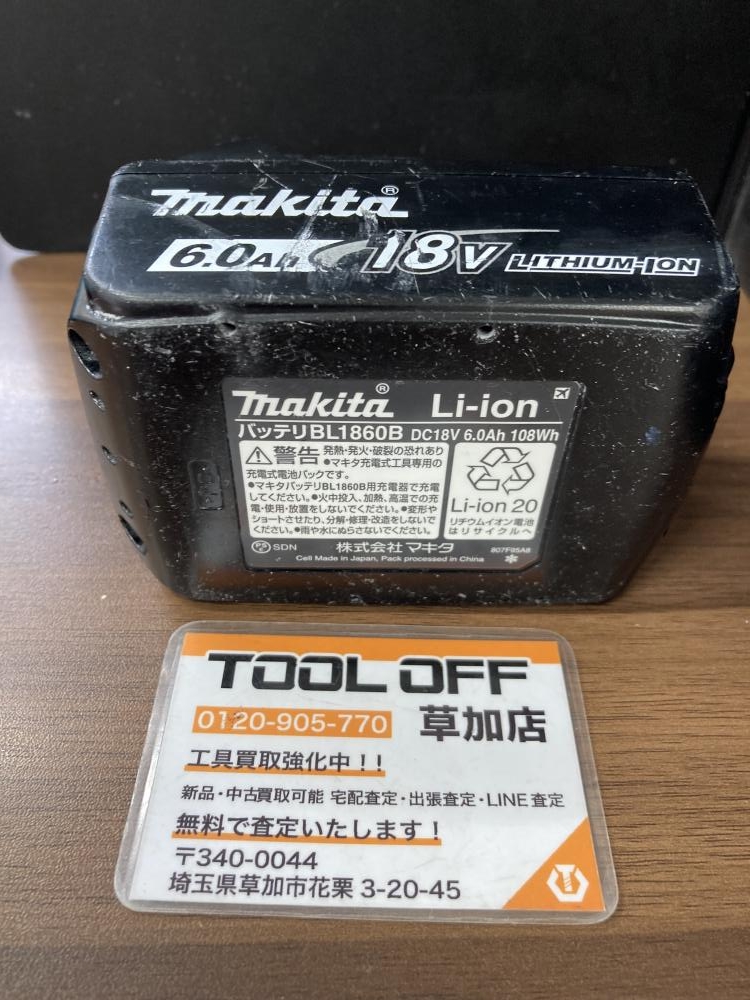 makita®
6.0Ah 18V LITHIUM-ION
makita® Li-ion
バッテリBL1860B DC18V 6.0Ah 108Wh
警告 発熱・発火・破裂の恐れあり
●マキタ充電式工具専用の
充電式電池パックです。
●マキタバッテリBL1860B用充電器で充電
してください。●火中投入、加熱、高温での充
電・使用・放置をしないでください。●変形や
ショートさせたり、分解・修理・改造をしないで
ください。●雨や水にぬらさないでください。
Li-ion 20
リチウムイオン電池
はリサイクルへ
PSE SDN 株式会社 マキタ 807F95A8
Cell Made in Japan, Pack processed in China
TOOL OFF
0120-905-770 草加店
工具買取強化中!!
新品・中古買取可能 宅配査定・出張査定・LINE査定
無料で査定いたします!
〒340-0044
埼玉県草加市花栗 3-20-45